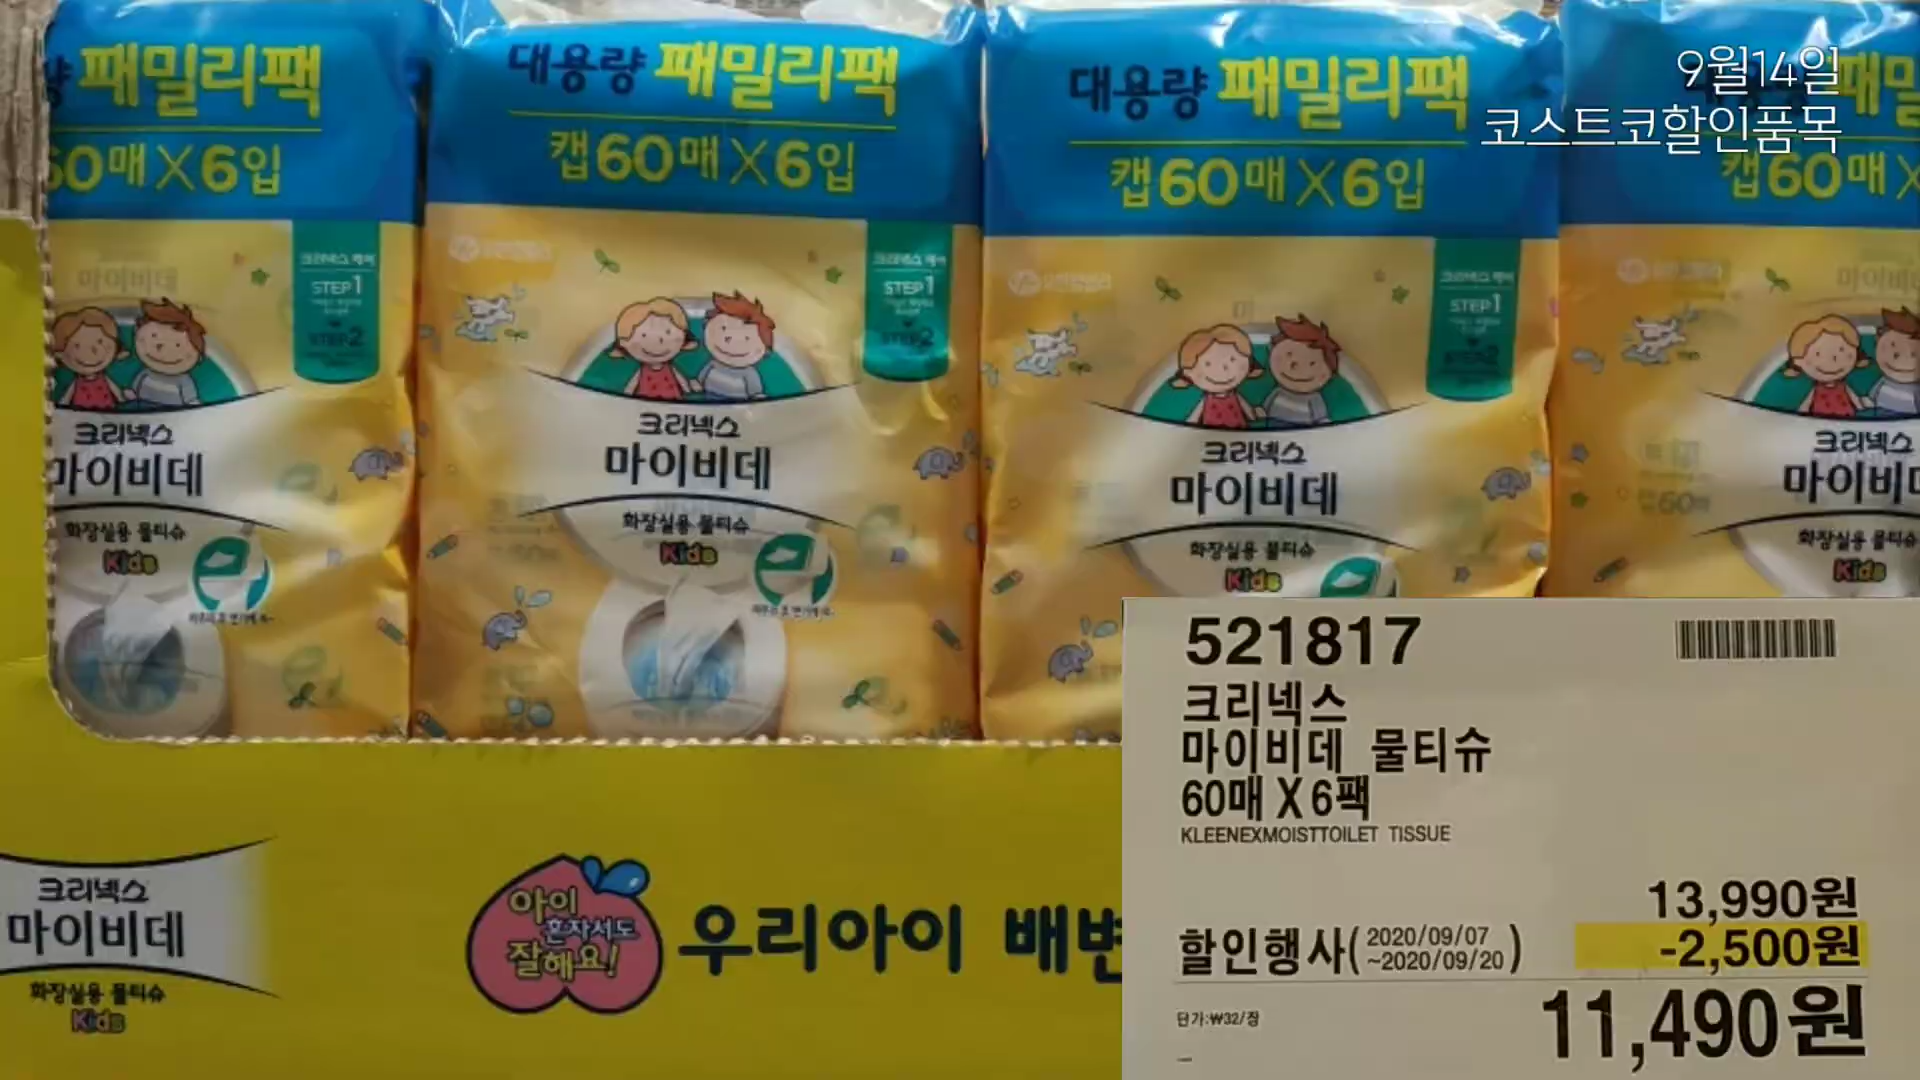 9월14일
코스트코할인품목
패밀리팩
60매X6입
대용량 패밀리팩
캡60매X6입
대용량 패밀리팩
캡60매X6입
캡60매X
STEP1
STEP2
STEP1
STEP2
STEP1
STEP2
크리넥스
마이비데
화장실용 물티슈
Kids
크리넥스
마이비데
화장실용 물티슈
Kids
크리넥스
마이비데
화장실용 물티슈
Kids
크리넥스
마이비
화장실용 물티슈
Kids
크리넥스
마이비데
화장실용 물티슈
Kids
아이
혼자서도
잘해요!
우리아이 배변
521817
크리넥스
마이비데 물티슈
60매 X 6팩
KLEENEXMOISTTOILET TISSUE
13,990원
할인행사(2020/09/07
~2020/09/20)
-2,500원
단가:₩32/장
11,490원